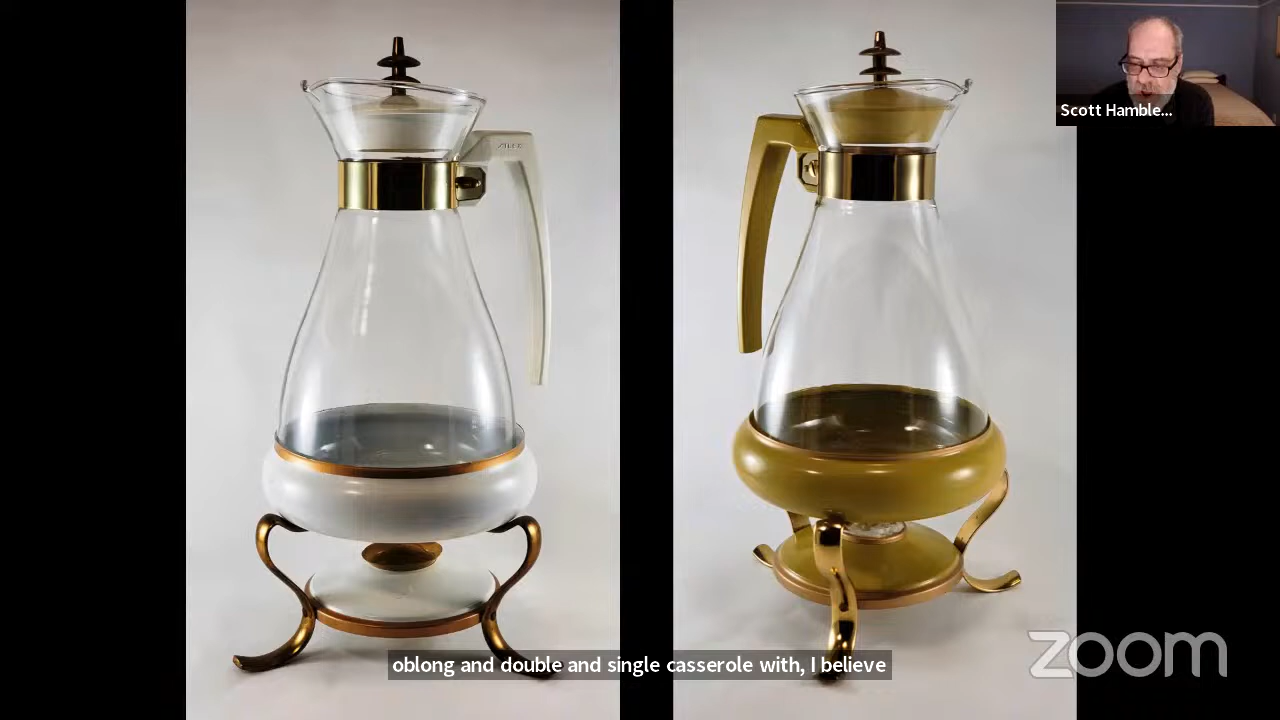 Scott Hamble...
oblong and double and single casserole with, I believe
zoom